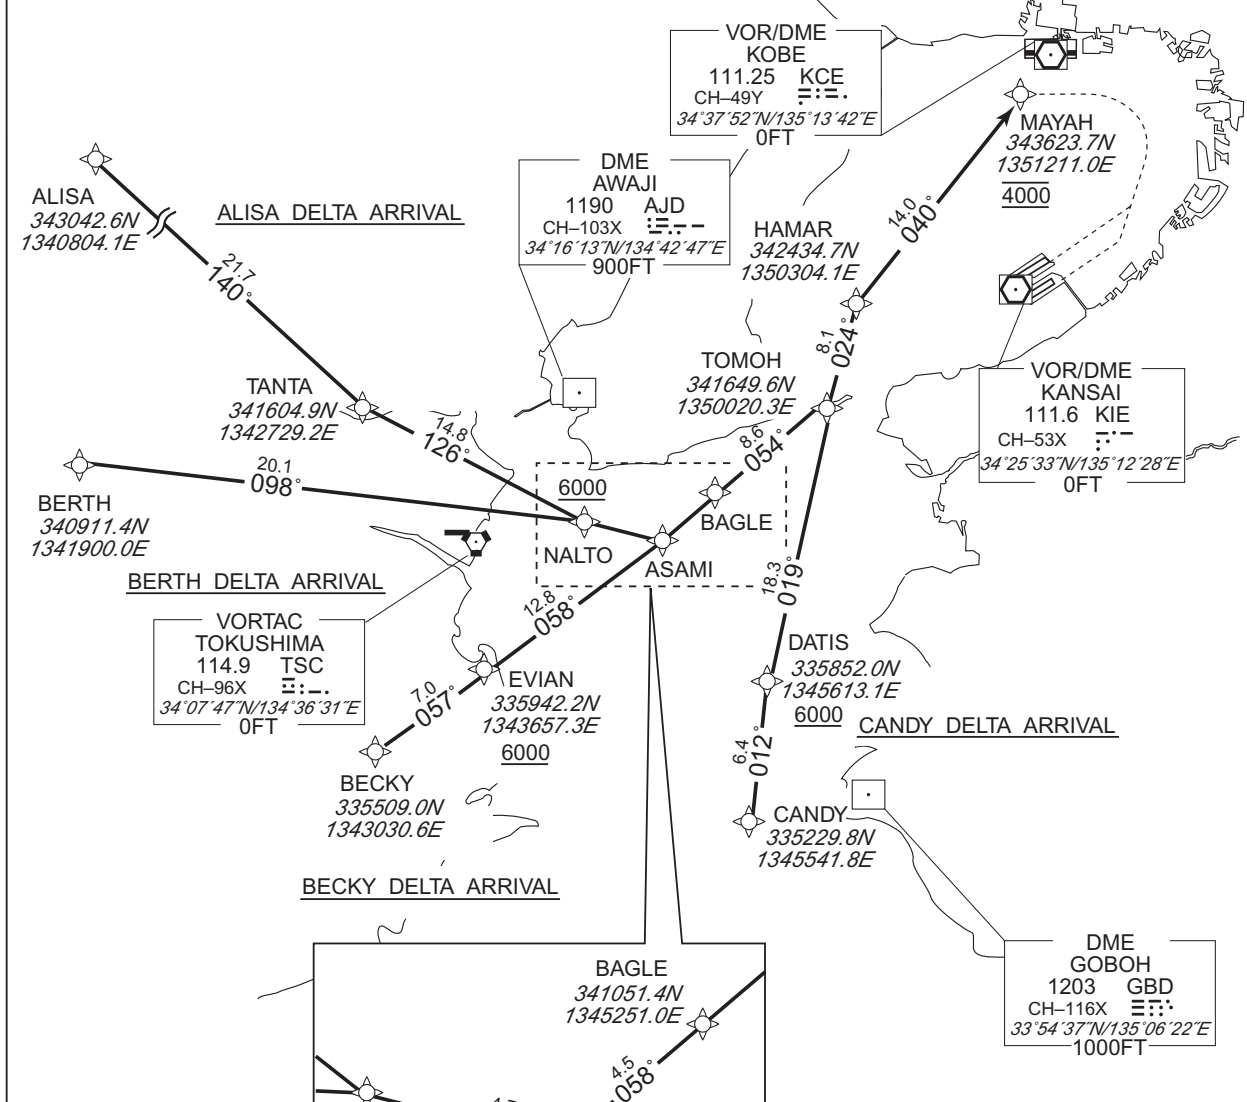 VOR/DME
KOBE
111.25 KCE
CH–49Y
34°37´52˝N/135°13´42˝E
0FT
MAYAH
343623.7N
1351211.0E
4000
ALISA
343042.6N
1340804.1E
ALISA DELTA ARRIVAL
DME
AWAJI
1190 AJD
CH–103X
34°16´13˝N/134°42´47˝E
900FT
HAMAR
342434.7N
1350304.1E
14.0
040°
21.7
140°
8.1
024°
TOMOH
341649.6N
1350020.3E
VOR/DME
KANSAI
111.6 KIE
CH–53X
34°25´33˝N/135°12´28˝E
0FT
TANTA
341604.9N
1342729.2E
14.8
126°
8.6
054°
20.1
098°
BERTH
340911.4N
1341900.0E
6000
NALTO
BAGLE
ASAMI
BERTH DELTA ARRIVAL
12.8
058°
18.3
019°
VORTAC
TOKUSHIMA
114.9 TSC
CH–96X
34°07´47˝N/134°36´31˝E
0FT
EVIAN
335942.2N
1343657.3E
6000
7.0
057°
DATIS
335852.0N
1345613.1E
6000
CANDY DELTA ARRIVAL
6.4
012°
BECKY
335509.0N
1343030.6E
CANDY
335229.8N
1345541.8E
BECKY DELTA ARRIVAL
DME
GOBOH
1203 GBD
CH–116X
33°54´37˝N/135°06´22˝E
1000FT
BAGLE
341051.4N
1345251.0E
4.5
058°